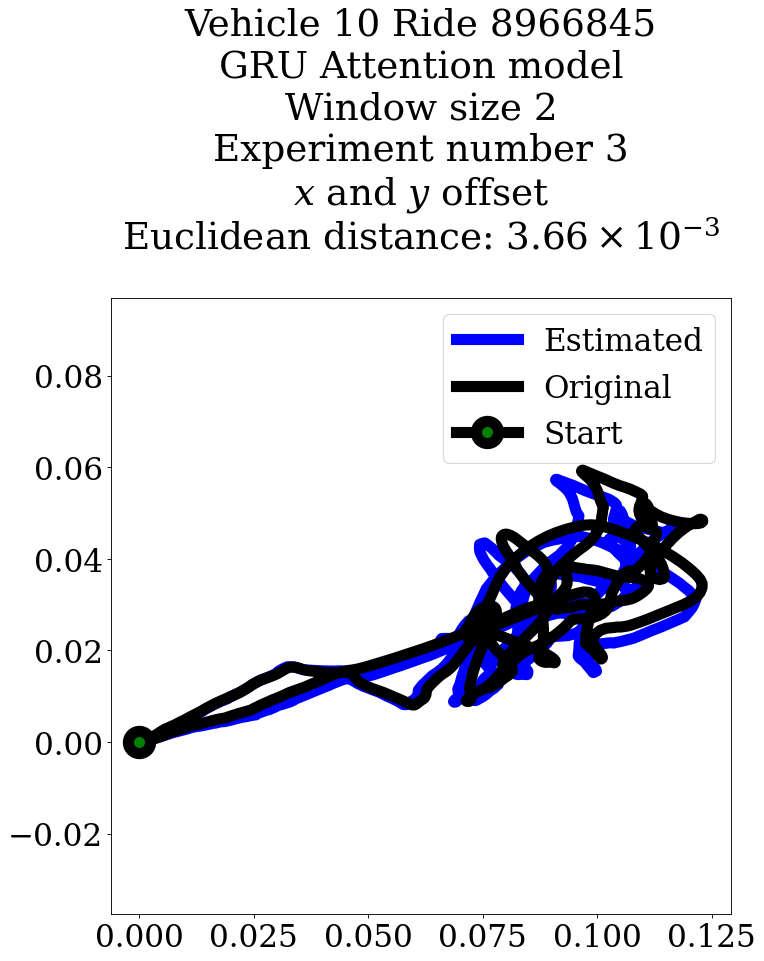 Vehicle 10 Ride 8966845
GRU Attention model
Window size 2
Experiment number 3
x and y offset
Euclidean distance: 3.66 × 10⁻³
Estimated
Original
Start
0.08
0.06
0.04
0.02
0.00
−0.02
0.000 0.025 0.050 0.075 0.100 0.125